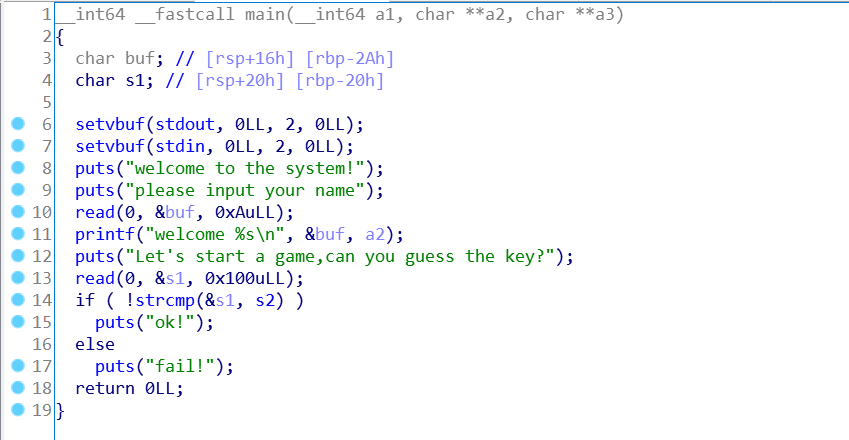 1 __int64 __fastcall main(__int64 a1, char **a2, char **a3)
2 {
3 char buf; // [rsp+16h] [rbp-2Ah]
4 char s1; // [rsp+20h] [rbp-20h]
5
6 setvbuf(stdout, 0LL, 2, 0LL);
7 setvbuf(stdin, 0LL, 2, 0LL);
8 puts("welcome to the system!");
9 puts("please input your name");
10 read(0, &buf, 0xAuLL);
11 printf("welcome %s\n", &buf, a2);
12 puts("Let's start a game,can you guess the key?");
13 read(0, &s1, 0x100uLL);
14 if ( !strcmp(&s1, s2) )
15 puts("ok!");
16 else
17 puts("fail!");
18 return 0LL;
19 }